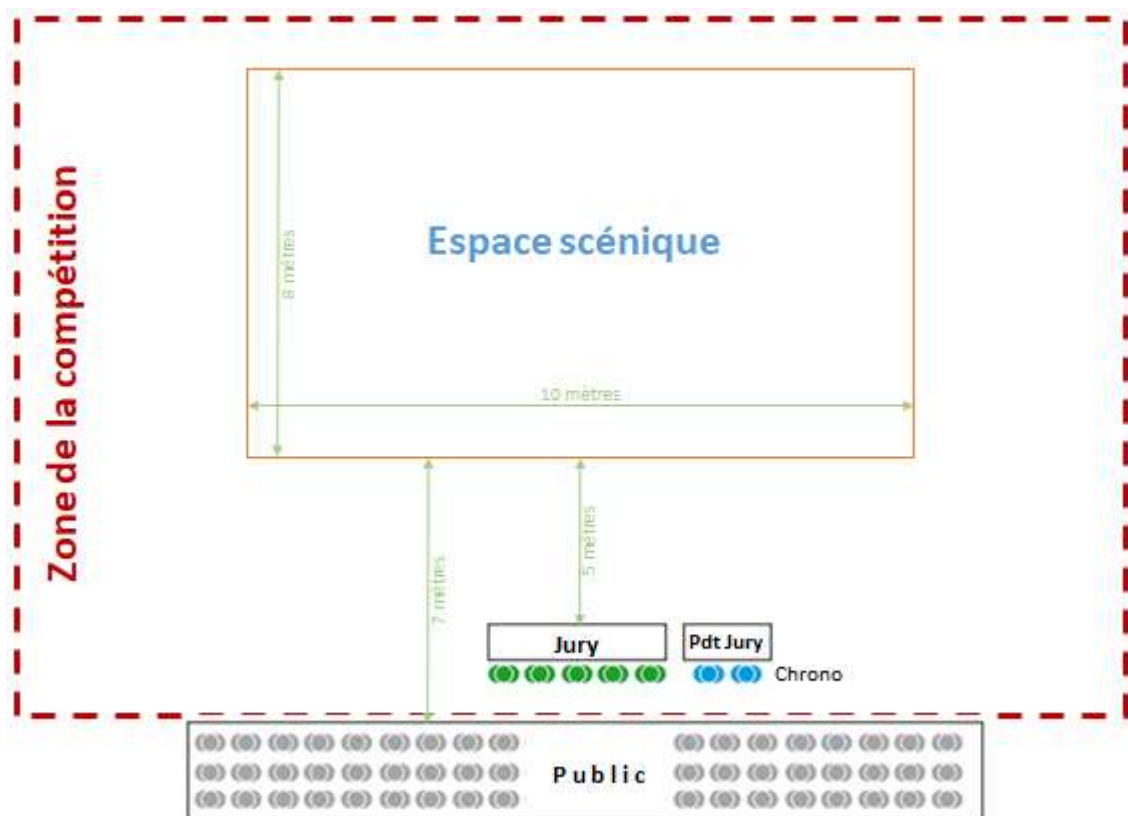 Zone de la compétition
Espace scénique
8 mètres
10 mètres
7 mètres
5 mètres
Jury
Pdt Jury
Chrono
Public